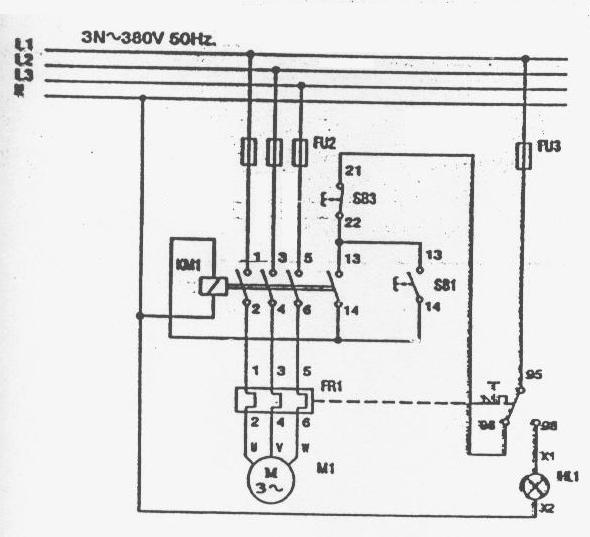 3N~380V 50Hz.
L1
L2
L3
N
FU2
FU3
21
SB3
22
KM1
1 3 5 13 13
SB1
2 4 6 14 14
1 3 5
FR1
95
2 4 6
96 98
U V W
X1
M
3~
M1
HL1
X2